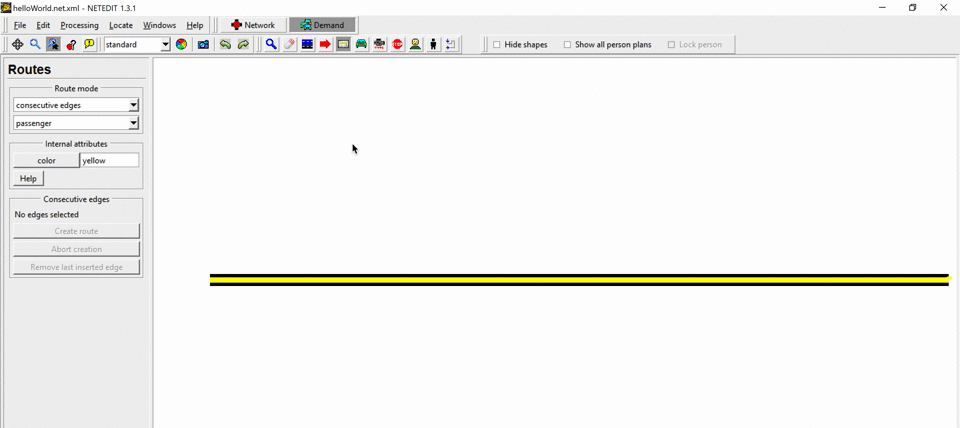 helloWorld.net.xml - NETEDIT 1.3.1
File Edit Processing Locate Windows Help Network Demand
standard Hide shapes Show all person plans Lock person
Routes
Route mode
consecutive edges
passenger
Internal attributes
color yellow
Help
Consecutive edges
No edges selected
Create route
Abort creation
Remove last inserted edge